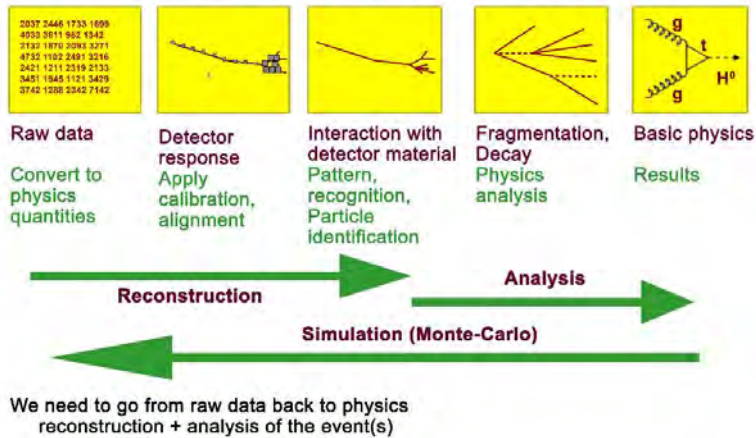 2037 2446 1733 1699
4033 3611 952 1342
2132 1870 2093 3271
4732 1102 2491 3216
2421 1211 2319 2133
3451 1945 1121 3429
3742 1288 2342 7142
g
t
H⁰
g
Raw data
Convert to
physics
quantities
Detector
response
Apply
calibration,
alignment
Interaction with
detector material
Pattern,
recognition,
Particle
identification
Fragmentation,
Decay
Physics
analysis
Basic physics
Results
Reconstruction
Analysis
Simulation (Monte-Carlo)
We need to go from raw data back to physics
reconstruction + analysis of the event(s)